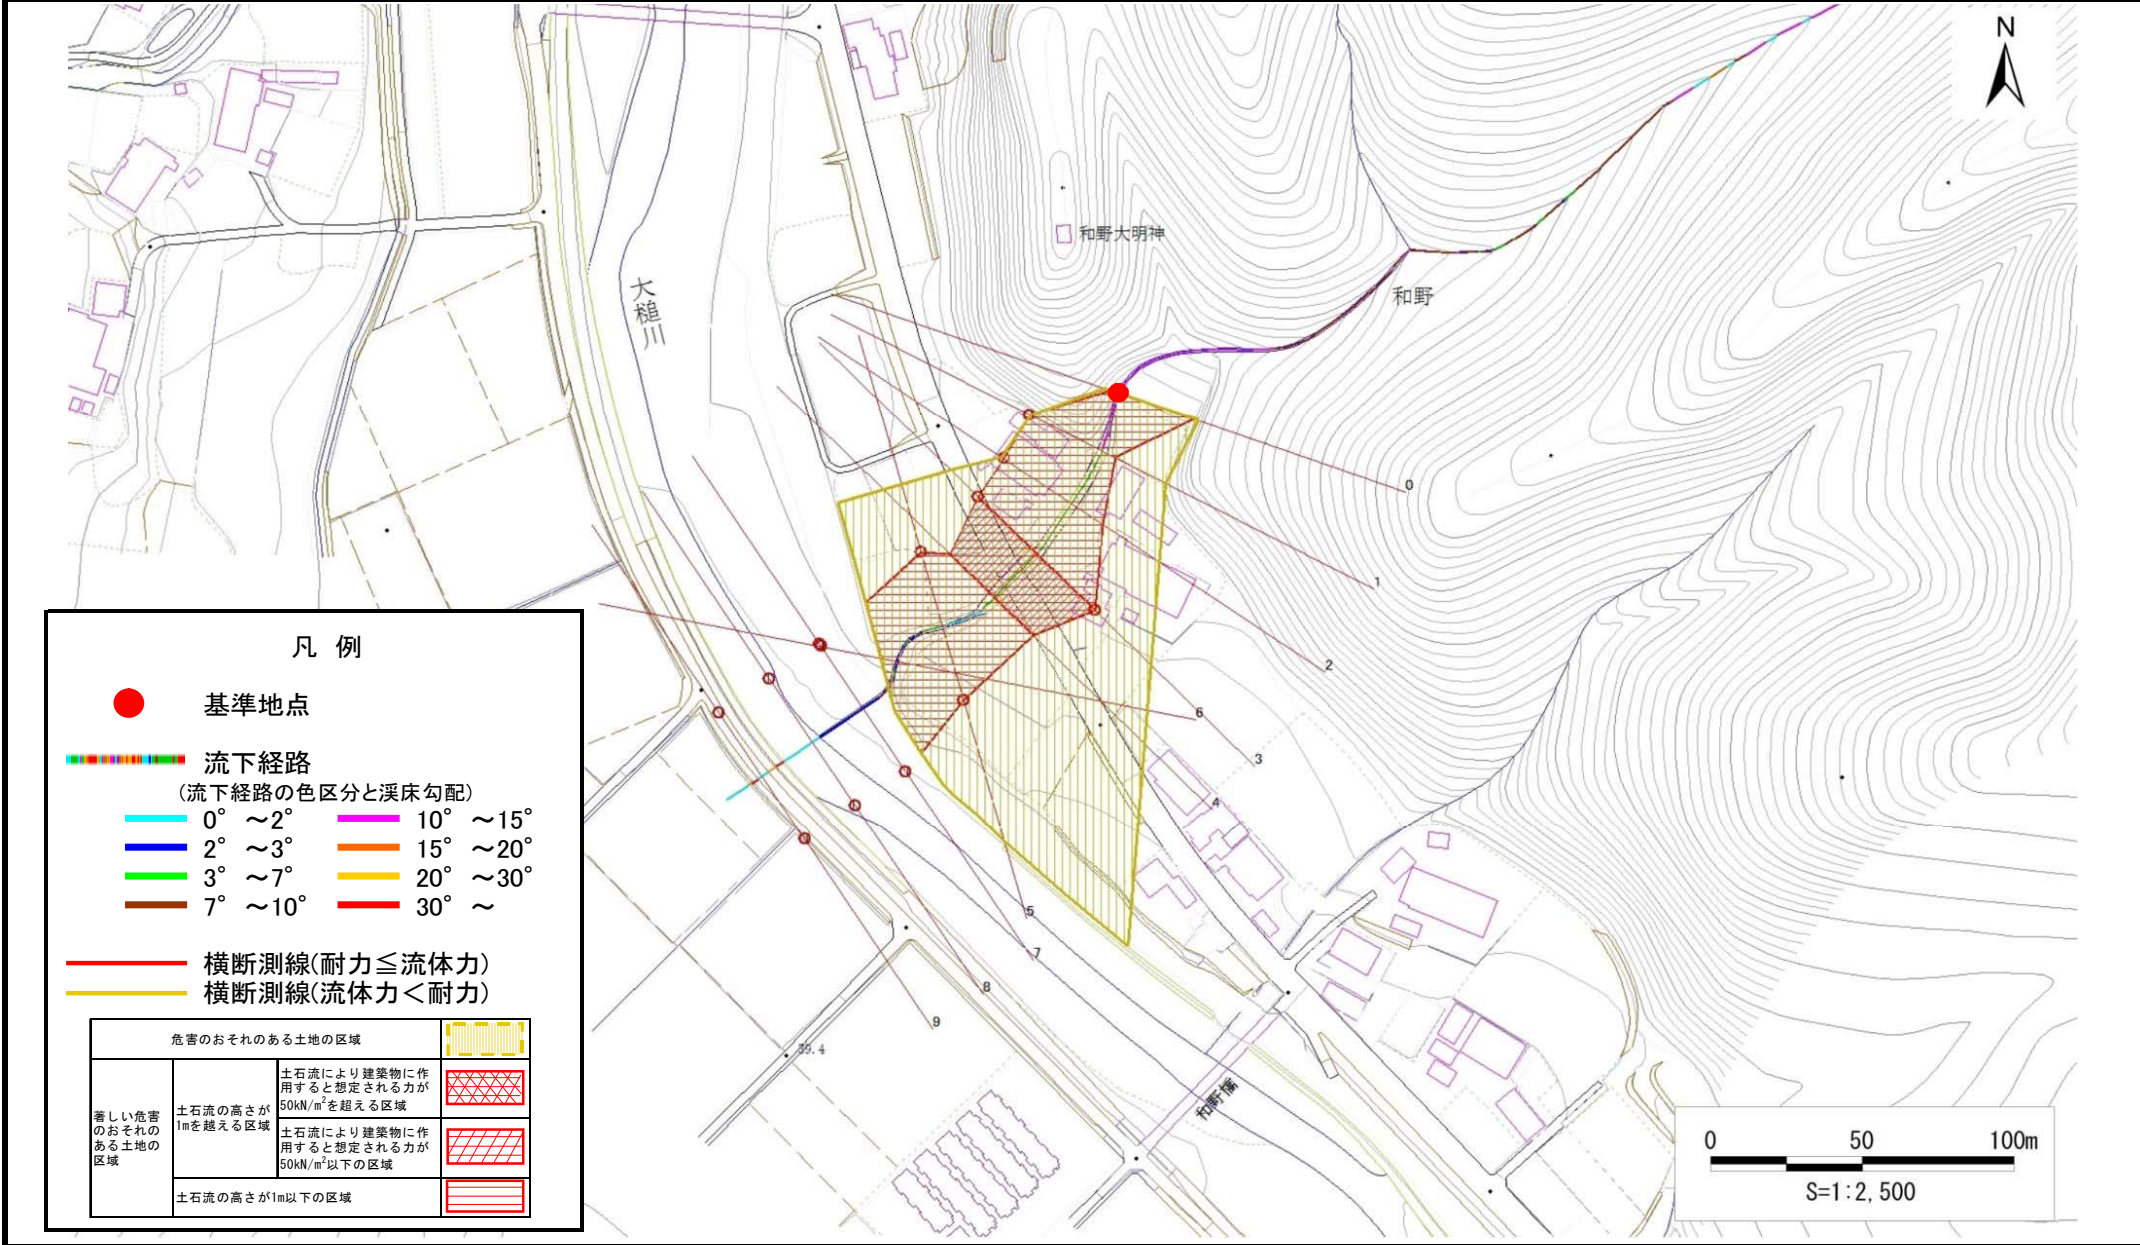 N
和野大明神
大槌川
和野
0
1
2
6
3
4
5
7
8
9
39.4
和野橋
凡 例
基準地点
流下経路
(流下経路の色区分と渓床勾配)
0° ～2° 10° ～15°
2° ～3° 15° ～20°
3° ～7° 20° ～30°
7° ～10° 30° ～
横断測線(耐力≦流体力)
横断測線(流体力＜耐力)
危害のおそれのある土地の区域
著しい危害
のおそれの
ある土地の
区域
土石流の高さが
1mを越える区域
土石流により建築物に作
用すると想定される力が
50kN/m²を超える区域
土石流により建築物に作
用すると想定される力が
50kN/m²以下の区域
土石流の高さが1m以下の区域
0 50 100m
S=1:2,500